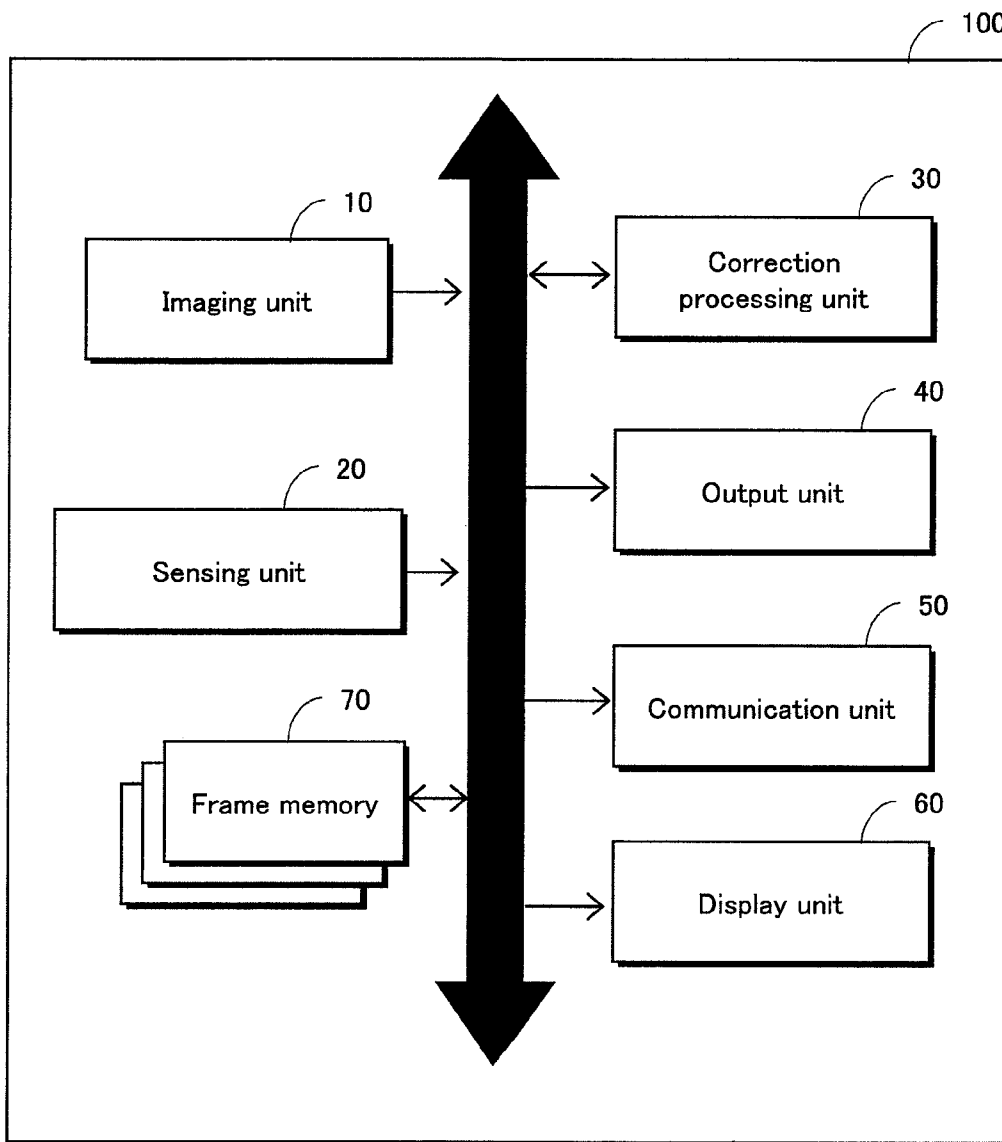 100
10
Imaging unit
30
Correction
processing unit
40
Output unit
20
Sensing unit
50
Communication unit
70
Frame memory
60
Display unit